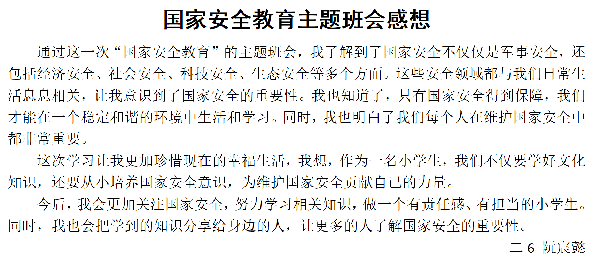 国家安全教育主题班会感想
通过这一次“国家安全教育”的主题班会，我了解到了国家安全不仅仅是军事安全，还
包括经济安全、社会安全、科技安全、生态安全等多个方面。这些安全领域都与我们日常生
活息息相关，让我意识到了国家安全的重要性。我也知道了，只有国家安全得到保障，我们
才能在一个稳定和谐的环境中生活和学习。同时，我也明白了我们每个人在维护国家安全中
都非常重要。
这次学习让我更加珍惜现在的幸福生活，我想，作为一名小学生，我们不仅要学好文化
知识，还要从小培养国家安全意识，为维护国家安全贡献自己的力量。
今后，我会更加关注国家安全，努力学习相关知识，做一个有责任感、有担当的小学生。
同时，我也会把学到的知识分享给身边的人，让更多的人了解国家安全的重要性、
二 6 阮宸懿